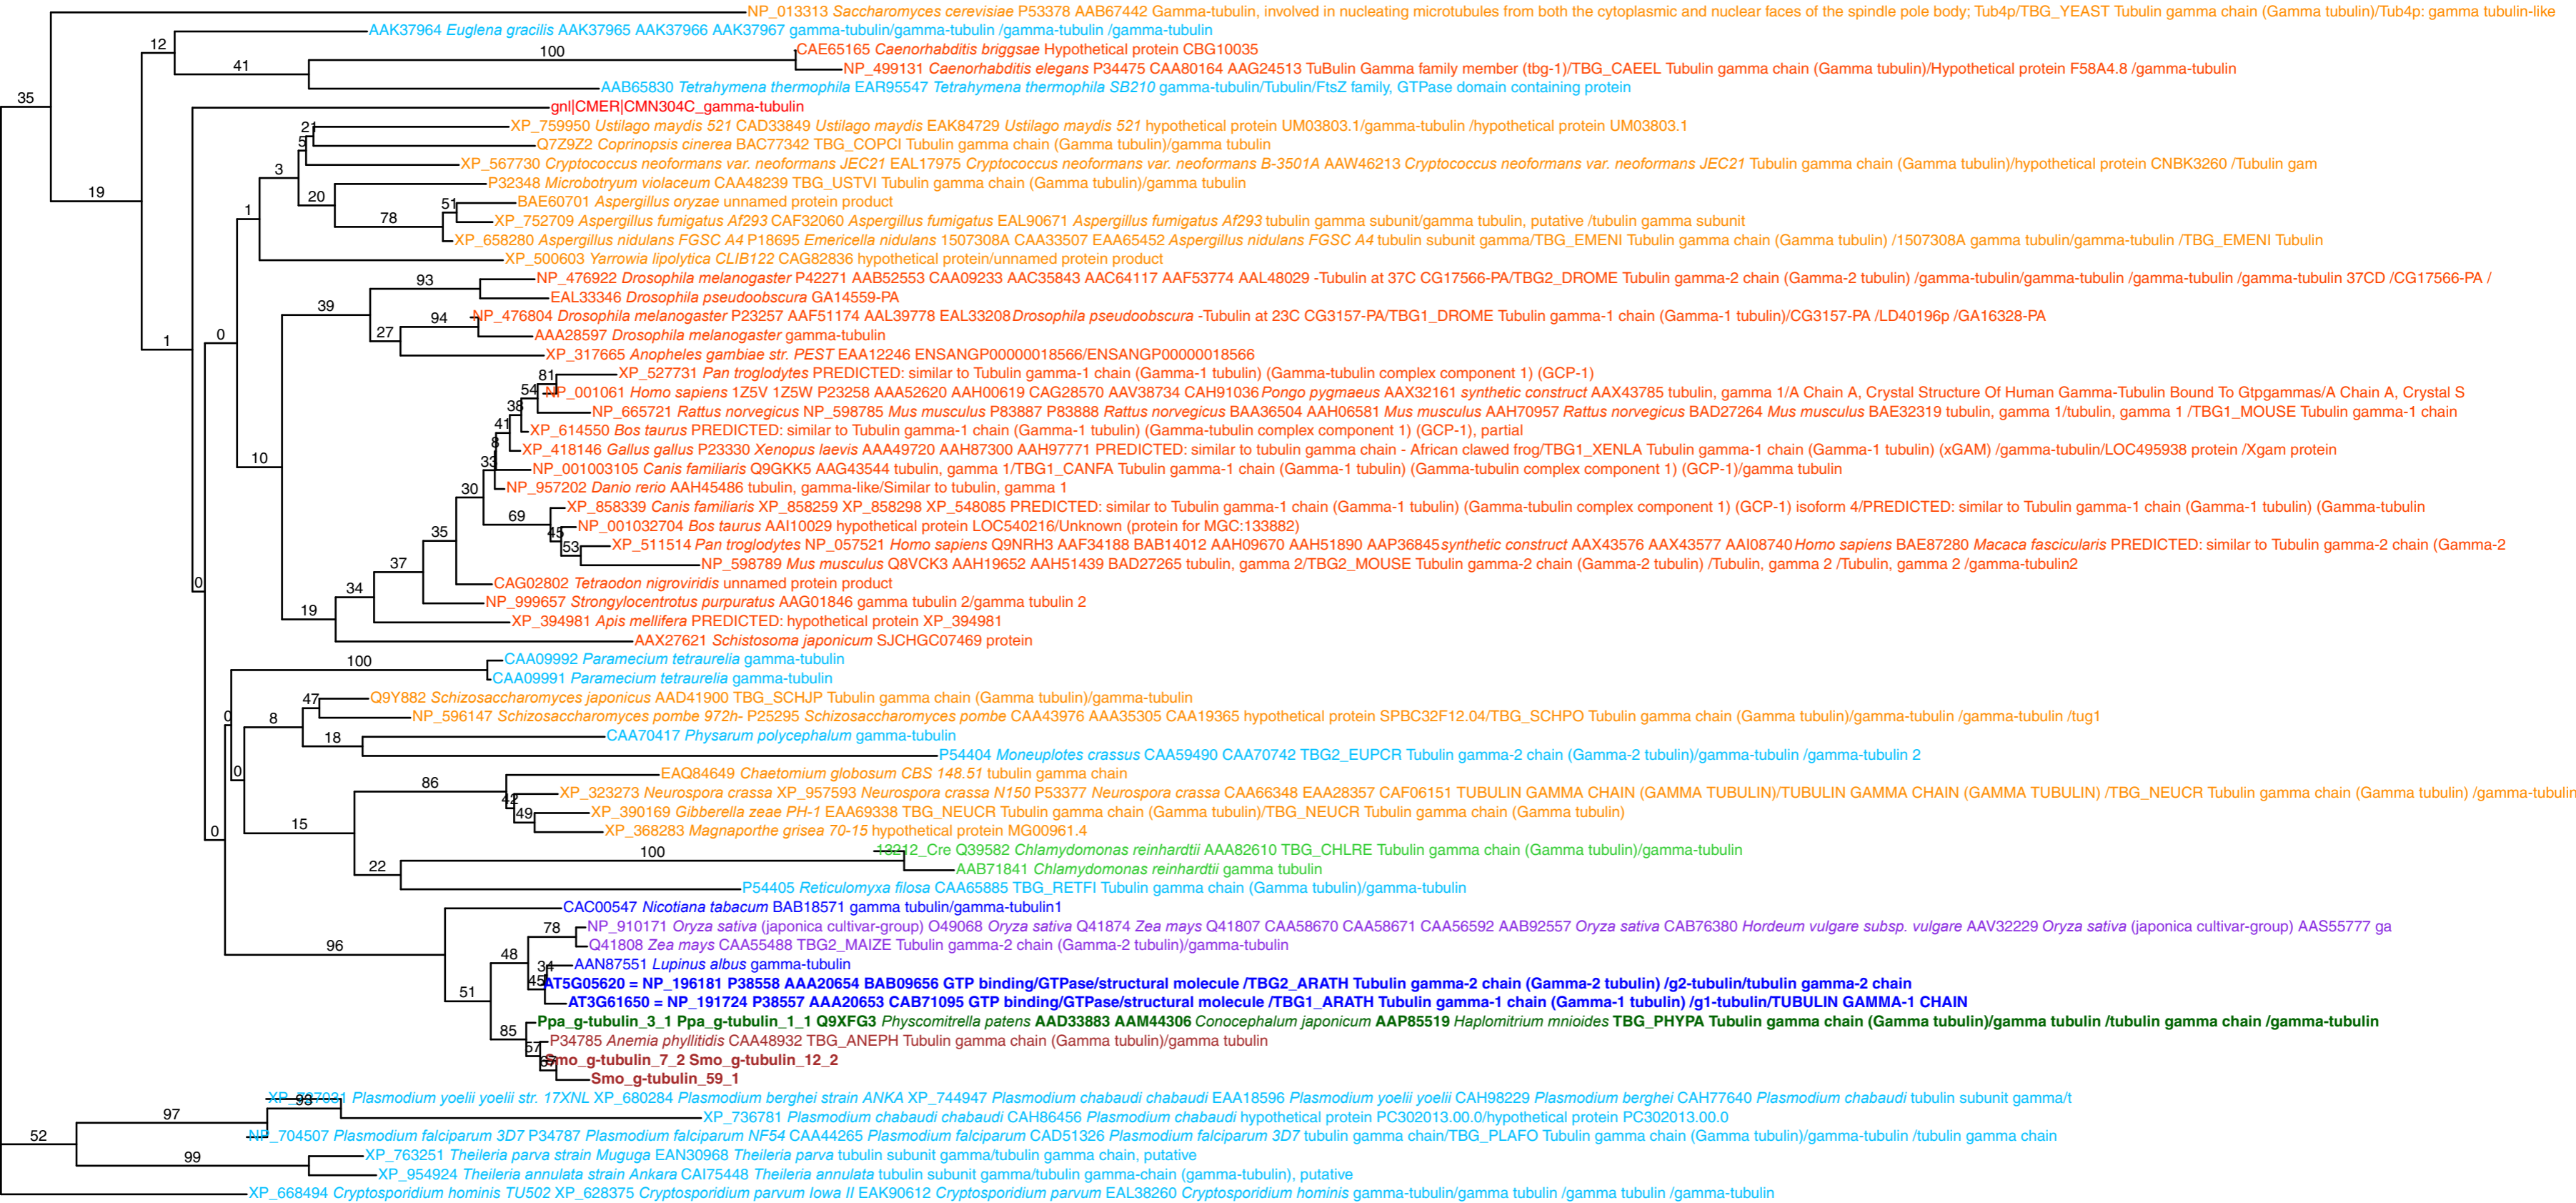 NP_013313 Saccharomyces cerevisiae P53378 AAB67442 Gamma-tubulin, involved in nucleating microtubules from both the cytoplasmic and nuclear faces of the spindle pole body; Tub4p/TBG_YEAST Tubulin gamma chain (Gamma tubulin)/Tub4p: gamma tubulin-like
AAK37964 Euglena gracilis AAK37965 AAK37966 AAK37967 gamma-tubulin/gamma-tubulin /gamma-tubulin /gamma-tubulin
12
100
CAE65165 Caenorhabditis briggsae Hypothetical protein CBG10035
41
NP_499131 Caenorhabditis elegans P34475 CAA80164 AAG24513 TuBulin Gamma family member (tbg-1)/TBG_CAEEL Tubulin gamma chain (Gamma tubulin)/Hypothetical protein F58A4.8 /gamma-tubulin
AAB65830 Tetrahymena thermophila EAR95547 Tetrahymena thermophila SB210 gamma-tubulin/Tubulin/FtsZ family, GTPase domain containing protein
35
gnl|CMER|CMN304C_gamma-tubulin
21
XP_759950 Ustilago maydis 521 CAD33849 Ustilago maydis EAK84729 Ustilago maydis 521 hypothetical protein UM03803.1/gamma-tubulin /hypothetical protein UM03803.1
5
Q7Z9Z2 Coprinopsis cinerea BAC77342 TBG_COPCI Tubulin gamma chain (Gamma tubulin)/gamma tubulin
XP_567730 Cryptococcus neoformans var. neoformans JEC21 EAL17975 Cryptococcus neoformans var. neoformans B-3501A AAW46213 Cryptococcus neoformans var. neoformans JEC21 Tubulin gamma chain (Gamma tubulin)/hypothetical protein CNBK3260 /Tubulin gam
3
P32348 Microbotryum violaceum CAA48239 TBG_USTVI Tubulin gamma chain (Gamma tubulin)/gamma tubulin
19
20
51
BAE60701 Aspergillus oryzae unnamed protein product
1
78
XP_752709 Aspergillus fumigatus Af293 CAF32060 Aspergillus fumigatus EAL90671 Aspergillus fumigatus Af293 tubulin gamma subunit/gamma tubulin, putative /tubulin gamma subunit
XP_658280 Aspergillus nidulans FGSC A4 P18695 Emericella nidulans 1507308A CAA33507 EAA65452 Aspergillus nidulans FGSC A4 tubulin subunit gamma/TBG_EMENI Tubulin gamma chain (Gamma tubulin) /1507308A gamma tubulin/gamma-tubulin /TBG_EMENI Tubulin
XP_500603 Yarrowia lipolytica CLIB122 CAG82836 hypothetical protein/unnamed protein product
93
NP_476922 Drosophila melanogaster P42271 AAB52553 CAA09233 AAC35843 AAC64117 AAF53774 AAL48029 -Tubulin at 37C CG17566-PA/TBG2_DROME Tubulin gamma-2 chain (Gamma-2 tubulin) /gamma-tubulin/gamma-tubulin /gamma-tubulin /gamma-tubulin 37CD /CG17566-PA /
EAL33346 Drosophila pseudoobscura GA14559-PA
39
94
NP_476804 Drosophila melanogaster P23257 AAF51174 AAL39778 EAL33208 Drosophila pseudoobscura -Tubulin at 23C CG3157-PA/TBG1_DROME Tubulin gamma-1 chain (Gamma-1 tubulin)/CG3157-PA /LD40196p /GA16328-PA
27
AAA28597 Drosophila melanogaster gamma-tubulin
0
1
XP_317665 Anopheles gambiae str. PEST EAA12246 ENSANGP00000018566/ENSANGP00000018566
81
XP_527731 Pan troglodytes PREDICTED: similar to Tubulin gamma-1 chain (Gamma-1 tubulin) (Gamma-tubulin complex component 1) (GCP-1)
54
NP_001061 Homo sapiens 1Z5V 1Z5W P23258 AAA52620 AAH00619 CAG28570 AAV38734 CAH91036 Pongo pygmaeus AAX32161 synthetic construct AAX43785 tubulin, gamma 1/A Chain A, Crystal Structure Of Human Gamma-Tubulin Bound To Gtpgammas/A Chain A, Crystal S
38
NP_665721 Rattus norvegicus NP_598785 Mus musculus P83887 P83888 Rattus norvegicus BAA36504 AAH06581 Mus musculus AAH70957 Rattus norvegicus BAD27264 Mus musculus BAE32319 tubulin, gamma 1/tubulin, gamma 1 /TBG1_MOUSE Tubulin gamma-1 chain
41
XP_614550 Bos taurus PREDICTED: similar to Tubulin gamma-1 chain (Gamma-1 tubulin) (Gamma-tubulin complex component 1) (GCP-1), partial
8
XP_418146 Gallus gallus P23330 Xenopus laevis AAA49720 AAH87300 AAH97771 PREDICTED: similar to tubulin gamma chain - African clawed frog/TBG1_XENLA Tubulin gamma-1 chain (Gamma-1 tubulin) (xGAM) /gamma-tubulin/LOC495938 protein /Xgam protein
10
33
NP_001003105 Canis familiaris Q9GKK5 AAG43544 tubulin, gamma 1/TBG1_CANFA Tubulin gamma-1 chain (Gamma-1 tubulin) (Gamma-tubulin complex component 1) (GCP-1)/gamma tubulin
30
NP_957202 Danio rerio AAH45486 tubulin, gamma-like/Similar to tubulin, gamma 1
XP_858339 Canis familiaris XP_858259 XP_858298 XP_548085 PREDICTED: similar to Tubulin gamma-1 chain (Gamma-1 tubulin) (Gamma-tubulin complex component 1) (GCP-1) isoform 4/PREDICTED: similar to Tubulin gamma-1 chain (Gamma-1 tubulin) (Gamma-tubulin
69
NP_001032704 Bos taurus AAI10029 hypothetical protein LOC540216/Unknown (protein for MGC:133882)
35
45
53
XP_511514 Pan troglodytes NP_057521 Homo sapiens Q9NRH3 AAF34188 BAB14012 AAH09670 AAH51890 AAP36845 synthetic construct AAX43576 AAX43577 AAI08740 Homo sapiens BAE87280 Macaca fascicularis PREDICTED: similar to Tubulin gamma-2 chain (Gamma-2
37
NP_598789 Mus musculus Q8VCK3 AAH19652 AAH51439 BAD27265 tubulin, gamma 2/TBG2_MOUSE Tubulin gamma-2 chain (Gamma-2 tubulin) /Tubulin, gamma 2 /Tubulin, gamma 2 /gamma-tubulin2
0
34
CAG02802 Tetraodon nigroviridis unnamed protein product
19
NP_999657 Strongylocentrotus purpuratus AAG01846 gamma tubulin 2/gamma tubulin 2
XP_394981 Apis mellifera PREDICTED: hypothetical protein XP_394981
AAX27621 Schistosoma japonicum SJCHGC07469 protein
100
CAA09992 Paramecium tetraurelia gamma-tubulin
CAA09991 Paramecium tetraurelia gamma-tubulin
47
Q9Y882 Schizosaccharomyces japonicus AAD41900 TBG_SCHJP Tubulin gamma chain (Gamma tubulin)/gamma-tubulin
0
8
NP_596147 Schizosaccharomyces pombe 972h- P25295 Schizosaccharomyces pombe CAA43976 AAA35305 CAA19365 hypothetical protein SPBC32F12.04/TBG_SCHPO Tubulin gamma chain (Gamma tubulin)/gamma-tubulin /gamma-tubulin /tug1
18
CAA70417 Physarum polycephalum gamma-tubulin
P54404 Moneuplotes crassus CAA59490 CAA70742 TBG2_EUPCR Tubulin gamma-2 chain (Gamma-2 tubulin)/gamma-tubulin /gamma-tubulin 2
0
EAQ84649 Chaetomium globosum CBS 148.51 tubulin gamma chain
86
42
XP_323273 Neurospora crassa XP_957593 Neurospora crassa N150 P53377 Neurospora crassa CAA66348 EAA28357 CAF06151 TUBULIN GAMMA CHAIN (GAMMA TUBULIN)/TUBULIN GAMMA CHAIN (GAMMA TUBULIN) /TBG_NEUCR Tubulin gamma chain (Gamma tubulin) /gamma-tubulin
49
XP_390169 Gibberella zeae PH-1 EAA69338 TBG_NEUCR Tubulin gamma chain (Gamma tubulin)/TBG_NEUCR Tubulin gamma chain (Gamma tubulin)
0
15
XP_368283 Magnaporthe grisea 70-15 hypothetical protein MG00961.4
100
13212_Cre Q39582 Chlamydomonas reinhardtii AAA82610 TBG_CHLRE Tubulin gamma chain (Gamma tubulin)/gamma-tubulin
22
AAB71841 Chlamydomonas reinhardtii gamma tubulin
P54405 Reticulomyxa filosa CAA65885 TBG_RETFI Tubulin gamma chain (Gamma tubulin)/gamma-tubulin
CAC00547 Nicotiana tabacum BAB18571 gamma tubulin/gamma-tubulin1
78
NP_910171 Oryza sativa (japonica cultivar-group) O49068 Oryza sativa Q41874 Zea mays Q41807 CAA58670 CAA58671 CAA56592 AAB92557 Oryza sativa CAB76380 Hordeum vulgare subsp. vulgare AAV32229 Oryza sativa (japonica cultivar-group) AAS55777 ga
96
Q41808 Zea mays CAA55488 TBG2_MAIZE Tubulin gamma-2 chain (Gamma-2 tubulin)/gamma-tubulin
48
34
AAN87551 Lupinus albus gamma-tubulin
45
AT5G05620 = NP_196181 P38558 AAA20654 BAB09656 GTP binding/GTPase/structural molecule /TBG2_ARATH Tubulin gamma-2 chain (Gamma-2 tubulin) /g2-tubulin/tubulin gamma-2 chain
51
AT3G61650 = NP_191724 P38557 AAA20653 CAB71095 GTP binding/GTPase/structural molecule /TBG1_ARATH Tubulin gamma-1 chain (Gamma-1 tubulin) /g1-tubulin/TUBULIN GAMMA-1 CHAIN
Ppa_g-tubulin_3_1 Ppa_g-tubulin_1_1 Q9XFG3 Physcomitrella patens AAD33883 AAM44306 Conocephalum japonicum AAP85519 Haplomitrium mnioides TBG_PHYPA Tubulin gamma chain (Gamma tubulin)/gamma tubulin /tubulin gamma chain /gamma-tubulin
85
P34785 Anemia phyllitidis CAA48932 TBG_ANEPH Tubulin gamma chain (Gamma tubulin)/gamma tubulin
57
Smo_g-tubulin_7_2 Smo_g-tubulin_12_2
Smo_g-tubulin_59_1
93
Plasmodium yoelii str. 17XNL XP_680284 Plasmodium berghei strain ANKA XP_744947 Plasmodium chabaudi chabaudi EAA18596 Plasmodium yoelii yoelii CAH98229 Plasmodium berghei CAH77640 Plasmodium chabaudi tubulin subunit gamma/t
97
XP_736781 Plasmodium chabaudi chabaudi CAH86456 Plasmodium chabaudi hypothetical protein PC302013.00.0/hypothetical protein PC302013.00.0
52
NP_704507 Plasmodium falciparum 3D7 P34787 Plasmodium falciparum NF54 CAA44265 Plasmodium falciparum CAD51326 Plasmodium falciparum 3D7 tubulin gamma chain/TBG_PLAFO Tubulin gamma chain (Gamma tubulin)/gamma-tubulin /tubulin gamma chain
99
XP_763251 Theileria parva strain Muguga EAN30968 Theileria parva tubulin subunit gamma/tubulin gamma chain, putative
XP_954924 Theileria annulata strain Ankara CAI75448 Theileria annulata tubulin subunit gamma/tubulin gamma-chain (gamma-tubulin), putative
XP_668494 Cryptosporidium hominis TU502 XP_628375 Cryptosporidium parvum Iowa II EAK90612 Cryptosporidium parvum EAL38260 Cryptosporidium hominis gamma-tubulin/gamma tubulin /gamma tubulin /gamma-tubulin